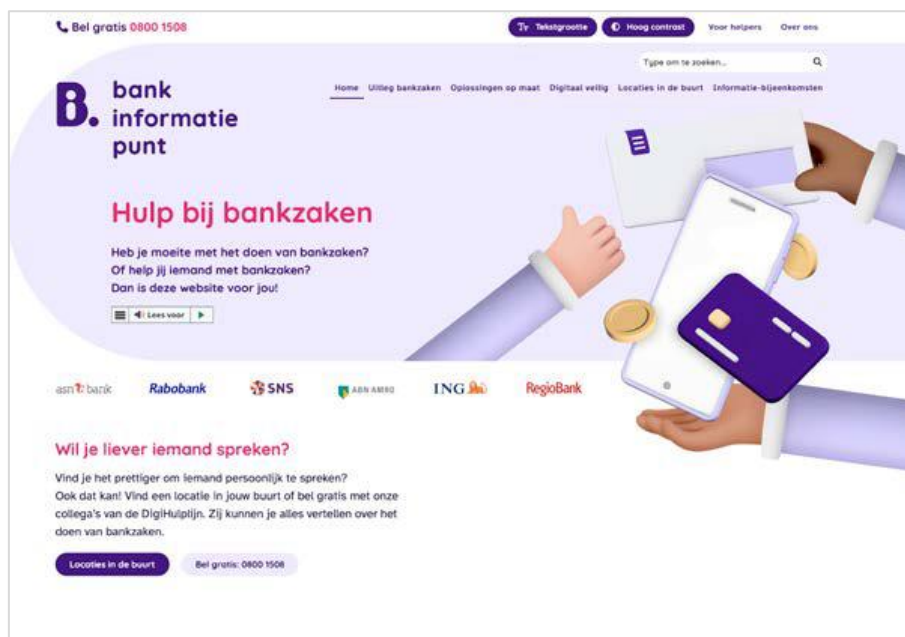 Bel gratis 0800 1508
Tt Tekstgrootte
Hoog contrast
Voor helpers
Over ons
Type om te zoeken...
B.
bank
informatie
punt
Home Uitleg bankzaken Oplossingen op maat Digitaal veilig Locaties in de buurt Informatie-bijeenkomsten
Hulp bij bankzaken
Heb je moeite met het doen van bankzaken?
Of help jij iemand met bankzaken?
Dan is deze website voor jou!
Lees voor
asn bank
Rabobank
SNS
ABN AMRO
ING
RegioBank
Wil je liever iemand spreken?
Vind je het prettiger om iemand persoonlijk te spreken?
Ook dat kan! Vind een locatie in jouw buurt of bel gratis met onze
collega's van de DigiHulplijn. Zij kunnen je alles vertellen over het
doen van bankzaken.
Locaties in de buurt
Bel gratis: 0800 1508